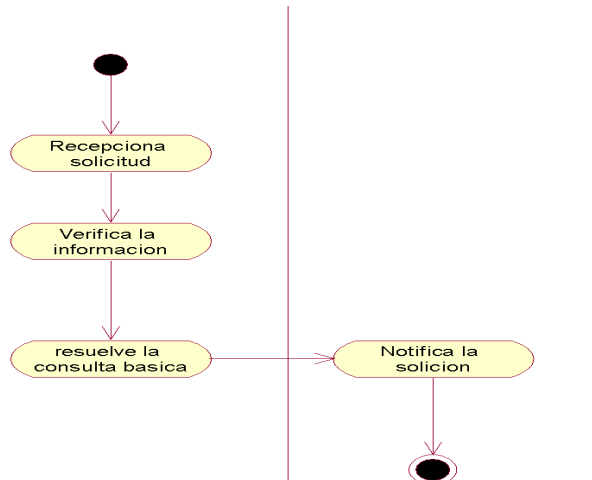 Recepciona
solicitud
Verifica la
informacion
resuelve la
consulta basica
Notifica la
solicion